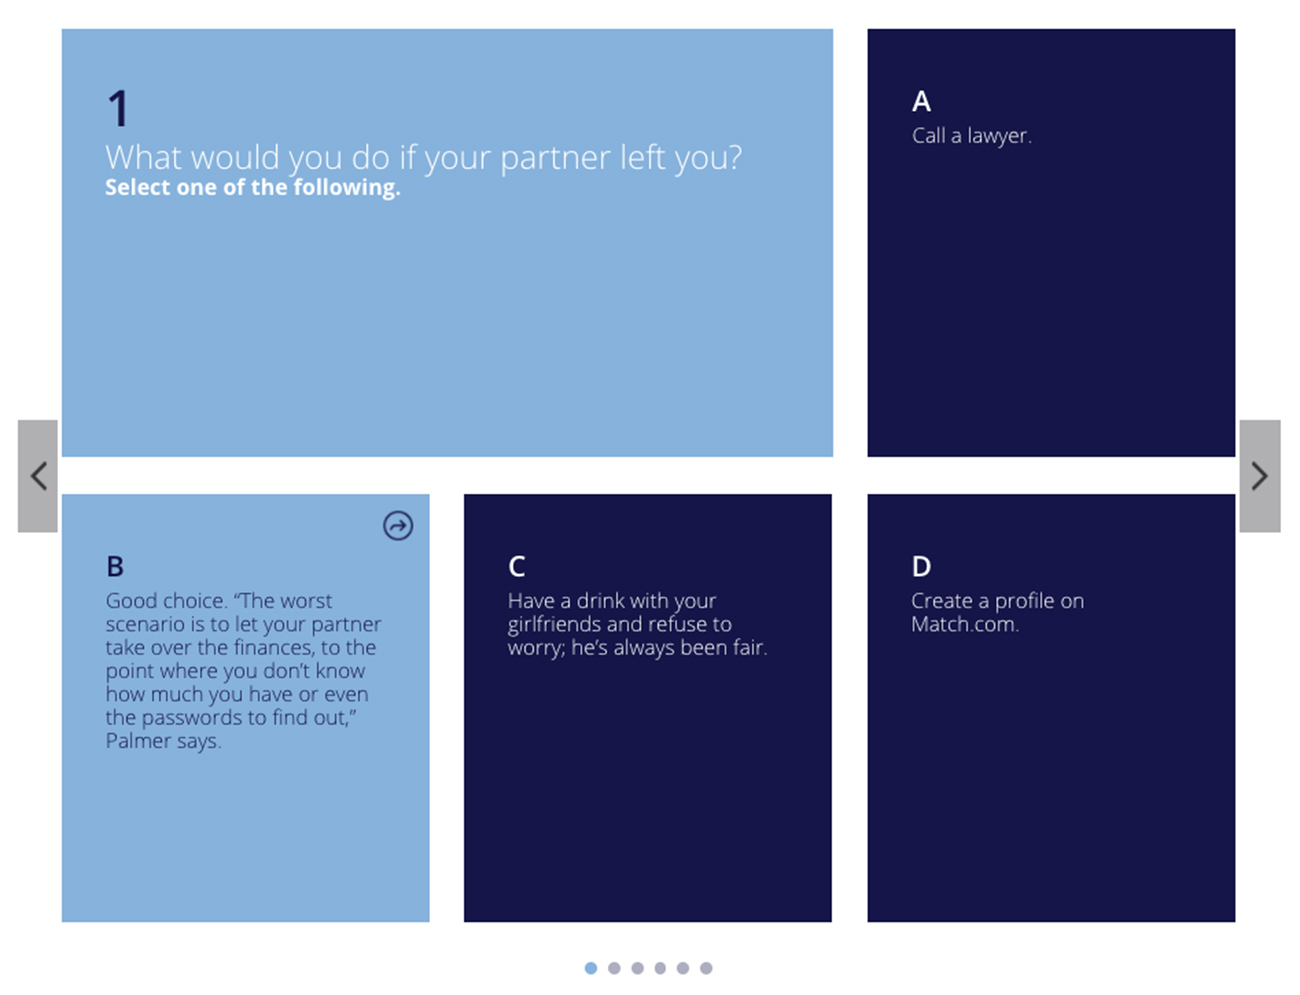 1
What would you do if your partner left you?
Select one of the following.
A
Call a lawyer.
B
Good choice. “The worst
scenario is to let your partner
take over the finances, to the
point where you don’t know
how much you have or even
the passwords to find out,”
Palmer says.
C
Have a drink with your
girlfriends and refuse to
worry; he’s always been fair.
D
Create a profile on
Match.com.